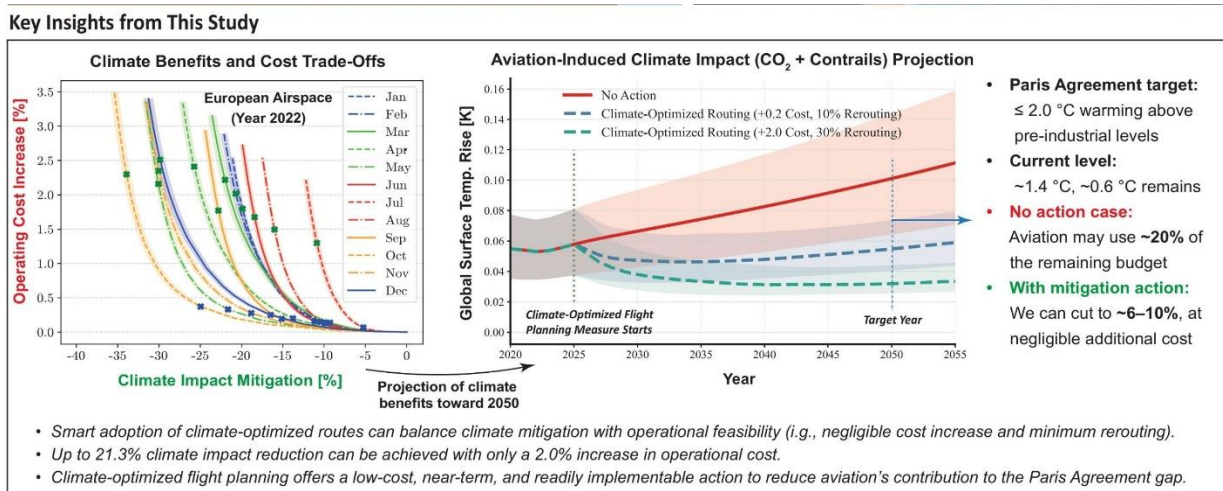 Key Insights from This Study
Climate Benefits and Cost Trade-Offs
European Airspace
(Year 2022)
Jan
Feb
Mar
Apr
May
Jun
Jul
Aug
Sep
Oct
Nov
Dec
Operating Cost Increase [%]
3.5
3.0
2.5
2.0
1.5
1.0
0.5
0.0
-40
-35
-30
-25
-20
-15
-10
-5
0
Climate Impact Mitigation [%]
Projection of climate
benefits toward 2050
Aviation-Induced Climate Impact (CO₂ + Contrails) Projection
No Action
Climate-Optimized Routing (+0.2 Cost, 10% Rerouting)
Climate-Optimized Routing (+2.0 Cost, 30% Rerouting)
Global Surface Temp. Rise [K]
0.16
0.14
0.12
0.10
0.08
0.06
0.04
0.02
0.00
Climate-Optimized Flight
Planning Measure Starts
Target Year
2020
2025
2030
2035
2040
2045
2050
2055
Year
• Paris Agreement target:
≤ 2.0 °C warming above
pre-industrial levels
• Current level:
~1.4 °C, ~0.6 °C remains
• No action case:
Aviation may use ~20% of
the remaining budget
• With mitigation action:
We can cut to ~6–10%, at
negligible additional cost
• Smart adoption of climate-optimized routes can balance climate mitigation with operational feasibility (i.e., negligible cost increase and minimum rerouting).
• Up to 21.3% climate impact reduction can be achieved with only a 2.0% increase in operational cost.
• Climate-optimized flight planning offers a low-cost, near-term, and readily implementable action to reduce aviation's contribution to the Paris Agreement gap.